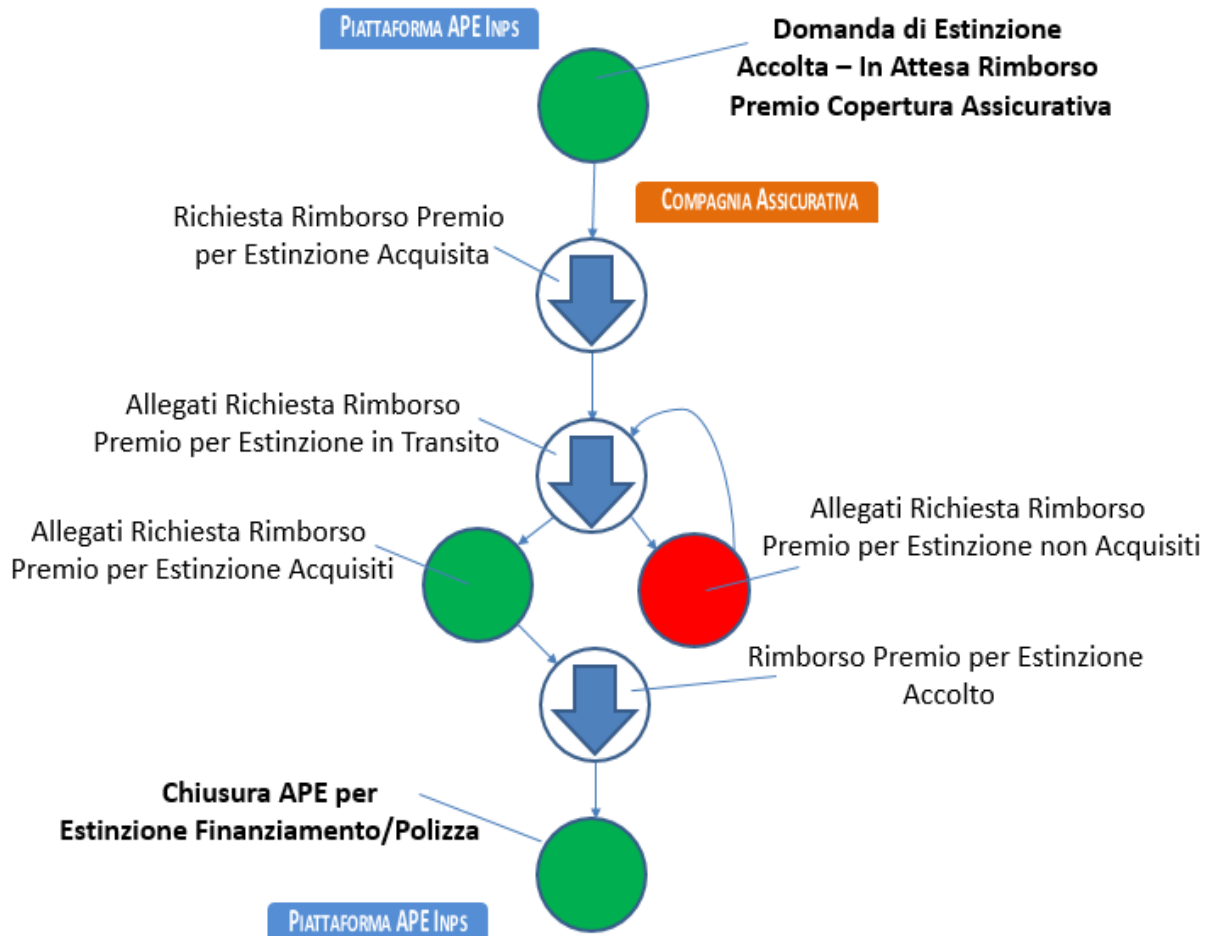 PIATTAFORMA APE INPS
Domanda di Estinzione
Accolta – In Attesa Rimborso
Premio Copertura Assicurativa
COMPAGNIA ASSICURATIVA
Richiesta Rimborso Premio
per Estinzione Acquisita
Allegati Richiesta Rimborso
Premio per Estinzione in Transito
Allegati Richiesta Rimborso
Premio per Estinzione Acquisiti
Allegati Richiesta Rimborso
Premio per Estinzione non Acquisiti
Rimborso Premio per Estinzione
Accolto
Chiusura APE per
Estinzione Finanziamento/Polizza
PIATTAFORMA APE INPS